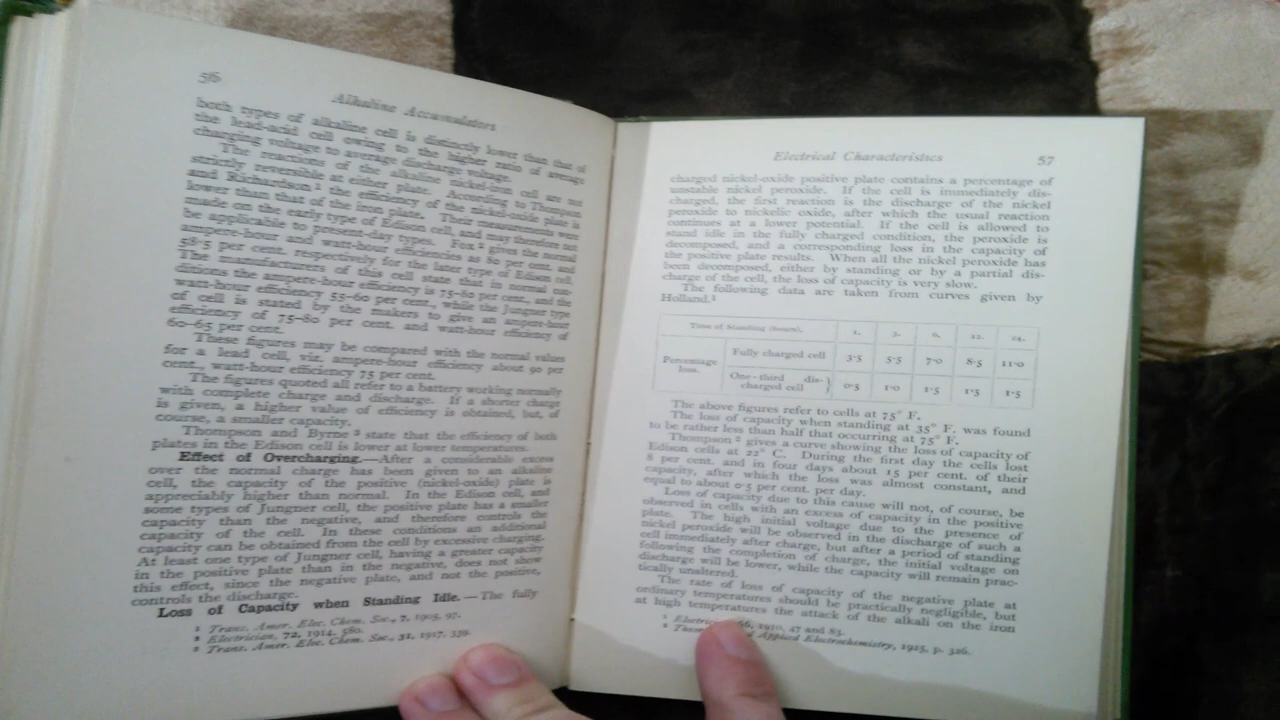 56
Alkaline Accumulators
both types of alkaline cell is distinctly lower than that of
the lead-acid cell owing to the higher ratio of average
charging voltage to average discharge voltage.
The reactions of the alkaline nickel-iron cell are not
strictly reversible at either plate. According to Thompson
and Richardson ¹ the efficiency of the nickel-oxide plate is
lower than that of the iron plate. Their measurements were
made on the early type of Edison cell, and may therefore not
be applicable to present-day types. Fox ² gives the normal
ampere-hour and watt-hour efficiencies as 80 per cent. and
58·5 per cent. respectively for the later type of Edison cell.
The manufacturers of this cell state that in normal con-
ditions the ampere-hour efficiency is 75-80 per cent., and the
watt-hour efficiency 55-60 per cent., while the Jungner type
of cell is stated by the makers to give an ampere-hour
efficiency of 75-80 per cent. and watt-hour efficiency of
60-65 per cent.
These figures may be compared with the normal values
for a lead cell, viz. ampere-hour efficiency about 90 per
cent., watt-hour efficiency 75 per cent.
The figures quoted all refer to a battery working normally
with complete charge and discharge. If a shorter charge
is given, a higher value of efficiency is obtained, but, of
course, a smaller capacity.
Thompson and Byrne ³ state that the efficiency of both
plates in the Edison cell is lower at lower temperatures.
Effect of Overcharging.—After a considerable excess
over the normal charge has been given to an alkaline
cell, the capacity of the positive (nickel-oxide) plate is
appreciably higher than normal. In the Edison cell, and
some types of Jungner cell, the positive plate has a smaller
capacity than the negative, and therefore controls the
capacity of the cell. In these conditions an additional
capacity can be obtained from the cell by excessive charging.
At least one type of Jungner cell, having a greater capacity
in the positive plate than in the negative, does not show
this effect, since the negative plate, and not the positive,
controls the discharge.
Loss of Capacity when Standing Idle.—The fully
¹ Trans. Amer. Elec. Chem. Soc., 7, 1905, 97.
² Electrician, 72, 1914, 580.
³ Trans. Amer. Elec. Chem. Soc., 31, 1917, 339.
Electrical Characteristics
57
charged nickel-oxide positive plate contains a percentage of
unstable nickel peroxide. If the cell is immediately dis-
charged, the first reaction is the discharge of the nickel
peroxide to nickelic oxide, after which the usual reaction
continues at a lower potential. If the cell is allowed to
stand idle in the fully charged condition, the peroxide is
decomposed, and a corresponding loss in the capacity of
the positive plate results. When all the nickel peroxide has
been decomposed, either by standing or by a partial dis-
charge of the cell, the loss of capacity is very slow.
The following data are taken from curves given by
Holland.¹
Time of Standing (hours). 1. 3. 6. 12. 24.
Percentage loss. Fully charged cell 3·5 5·5 7·0 8·5 11·0
One-third dis-
charged cell } 0·5 1·0 1·5 1·5 1·5
The above figures refer to cells at 75° F.
The loss of capacity when standing at 35° F. was found
to be rather less than half that occurring at 75° F.
Thompson ² gives a curve showing the loss of capacity of
Edison cells at 22° C. During the first day the cells lost
8 per cent. and in four days about 15 per cent. of their
capacity, after which the loss was almost constant, and
equal to about 0·5 per cent. per day.
Loss of capacity due to this cause will not, of course, be
observed in cells with an excess of capacity in the positive
plate. The high initial voltage due to the presence of
nickel peroxide will be observed in the discharge of such a
cell immediately after charge, but after a period of standing
following the completion of charge, the initial voltage on
discharge will be lower, while the capacity will remain prac-
tically unaltered.
The rate of loss of capacity of the negative plate at
ordinary temperatures should be practically negligible, but
at high temperatures the attack of the alkali on the iron
¹ 66, 1910, 47 and 83.
² Applied Electrochemistry, 1925, p. 326.